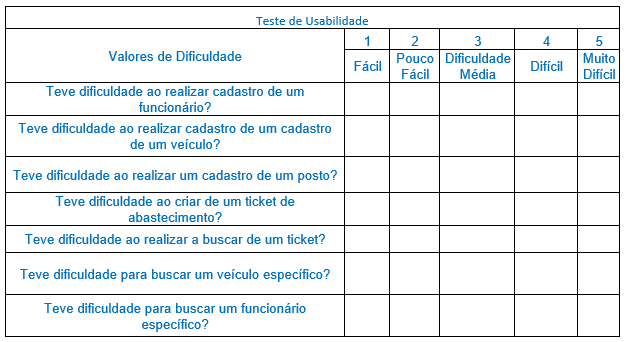 Teste de Usabilidade
Valores de Dificuldade
1 2 3 4 5
Fácil Pouco Fácil Dificuldade Média Difícil Muito Difícil
Teve dificuldade ao realizar cadastro de um
funcionário?
Teve dificuldade ao realizar cadastro de um cadastro
de um veículo?
Teve dificuldade ao realizar um cadastro de um posto?
Teve dificuldade ao criar de um ticket de
abastecimento?
Teve dificuldade ao realizar a buscar de um ticket?
Teve dificuldade para buscar um veículo específico?
Teve dificuldade para buscar um funcionário
específico?